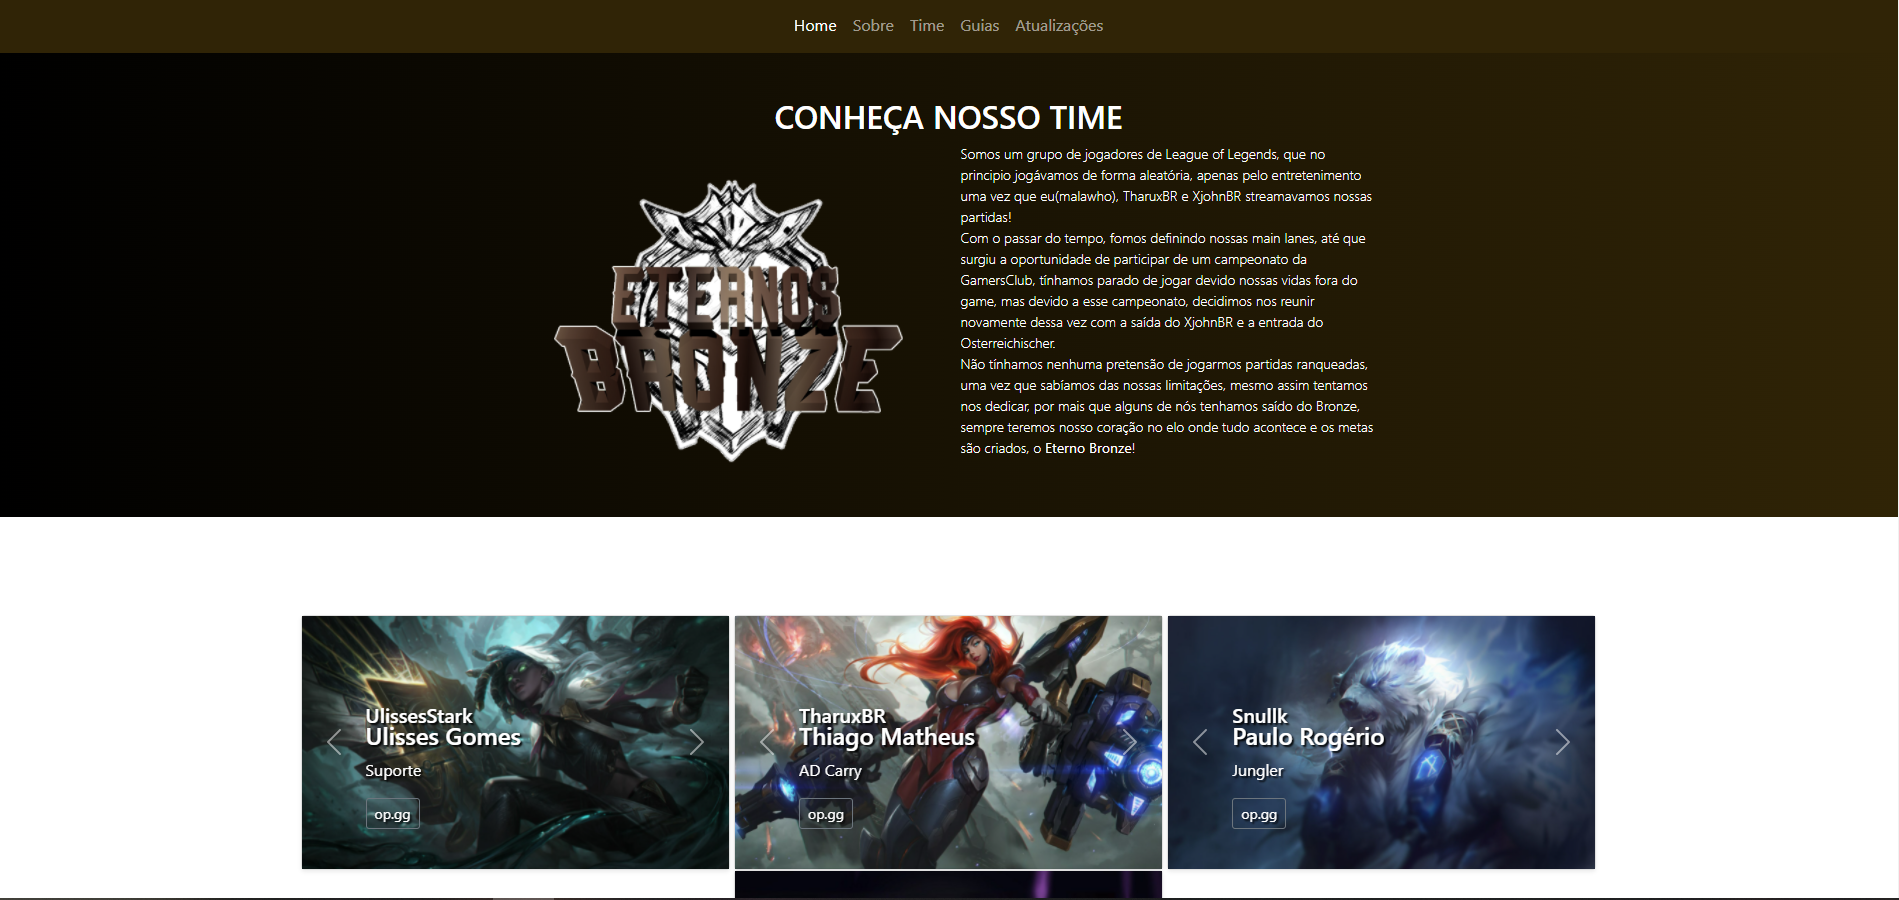 Home Sobre Time Guias Atualizações
CONHEÇA NOSSO TIME
ETERNOS
BRONZE
Somos um grupo de jogadores de League of Legends, que no
principio jogávamos de forma aleatória, apenas pelo entretenimento
uma vez que eu(malawho), TharuxBR e XjohnBR streamavamos nossas
partidas!
Com o passar do tempo, fomos definindo nossas main lanes, até que
surgiu a oportunidade de participar de um campeonato da
GamersClub, tínhamos parado de jogar devido nossas vidas fora do
game, mas devido a esse campeonato, decidimos nos reunir
novamente dessa vez com a saída do XjohnBR e a entrada do
Osterreichischer.
Não tínhamos nenhuma pretensão de jogarmos partidas ranqueadas,
uma vez que sabíamos das nossas limitações, mesmo assim tentamos
nos dedicar, por mais que alguns de nós tenhamos saído do Bronze,
sempre teremos nosso coração no elo onde tudo acontece e os metas
são criados, o Eterno Bronze!
UlissesStark
Ulisses Gomes
Suporte
op.gg
TharuxBR
Thiago Matheus
AD Carry
op.gg
Snullk
Paulo Rogério
Jungler
op.gg